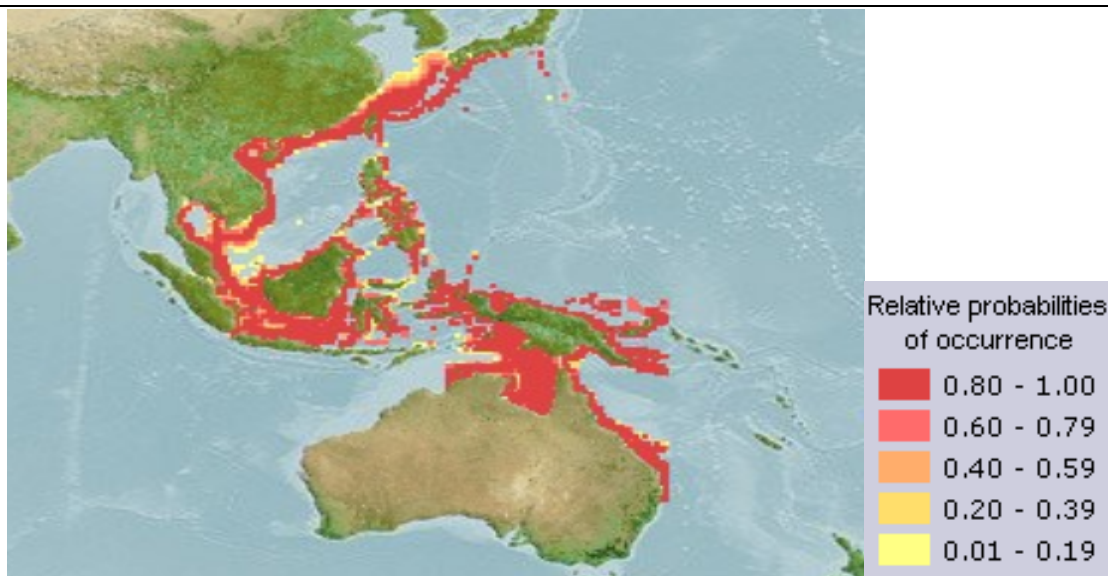 Relative probabilities
of occurrence
0.80 - 1.00
0.60 - 0.79
0.40 - 0.59
0.20 - 0.39
0.01 - 0.19